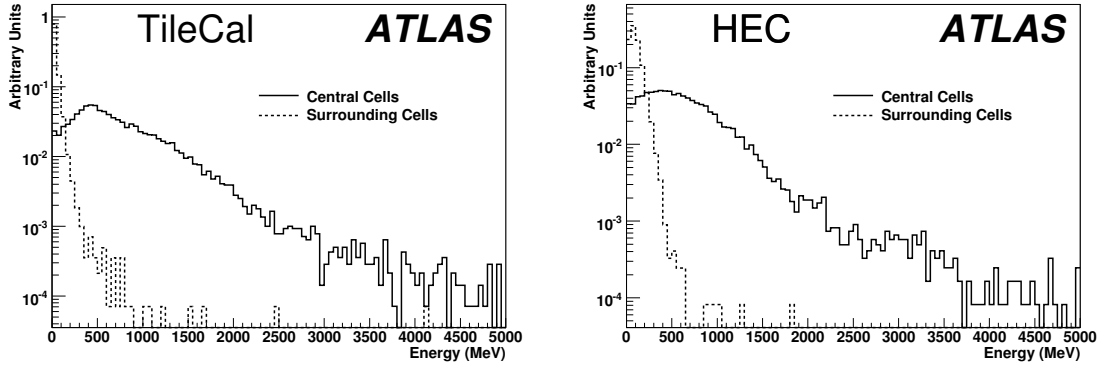 TileCal
ATLAS
Arbitrary Units
1
10-1
10-2
10-3
10-4
Central Cells
Surrounding Cells
0 500 1000 1500 2000 2500 3000 3500 4000 4500 5000
Energy (MeV)
HEC
ATLAS
Arbitrary Units
10-1
10-2
10-3
10-4
Central Cells
Surrounding Cells
0 500 1000 1500 2000 2500 3000 3500 4000 4500 5000
Energy (MeV)